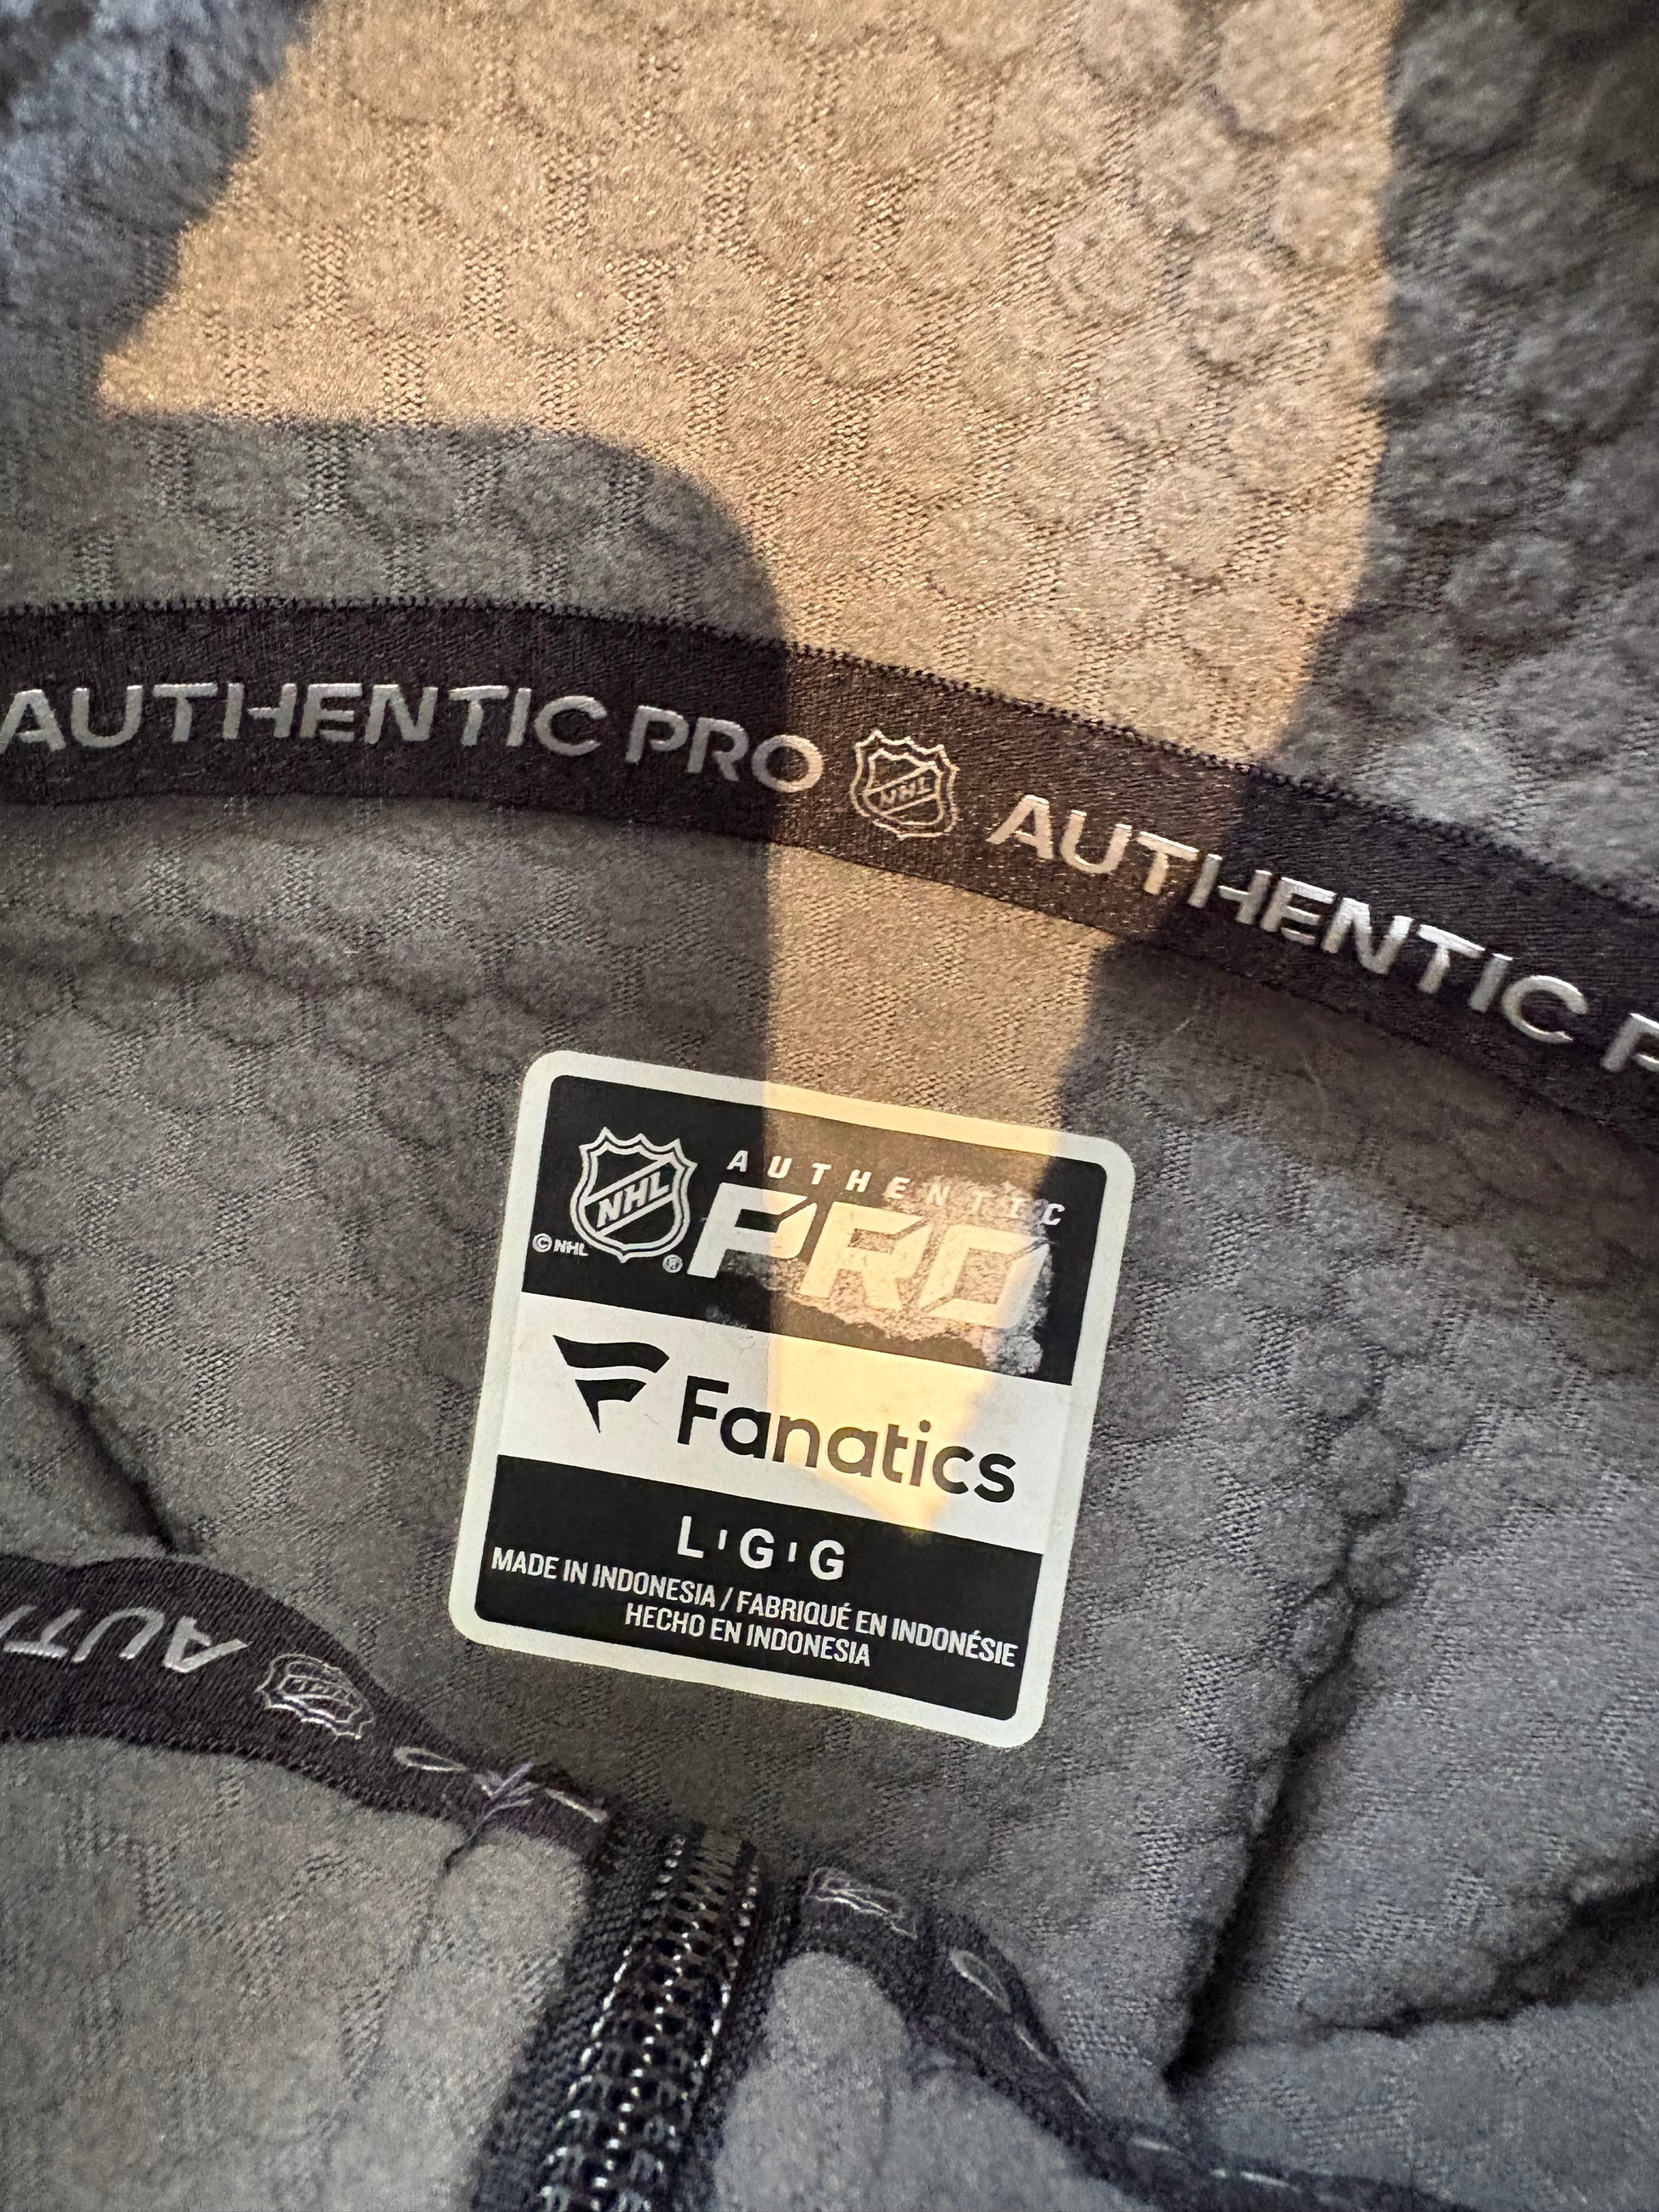 AUTHENTIC PRO NHL AUTHENTIC P
NHL
AUTHENTIC
PRO
© NHL ®
Fanatics
L'G'G
MADE IN INDONESIA / FABRIQUÉ EN INDONÉSIE
HECHO EN INDONESIA
AUT
NHL